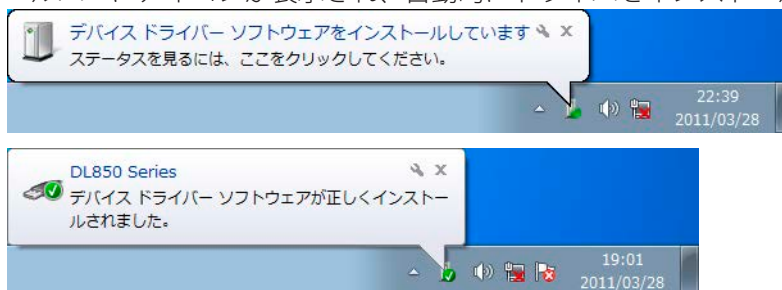 デバイス ドライバー ソフトウェアをインストールしています
ステータスを見るには、ここをクリックしてください。
22:39
2011/03/28
DL850 Series
デバイス ドライバー ソフトウェアが正しくインストー
ルされました。
19:01
2011/03/28